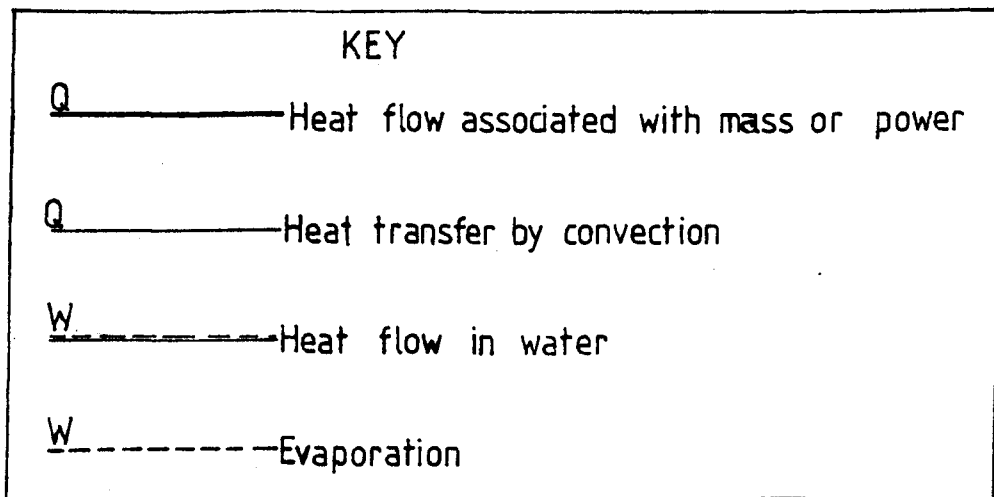 KEY
Q Heat flow associated with mass or power
Q Heat transfer by convection
W Heat flow in water
W Evaporation